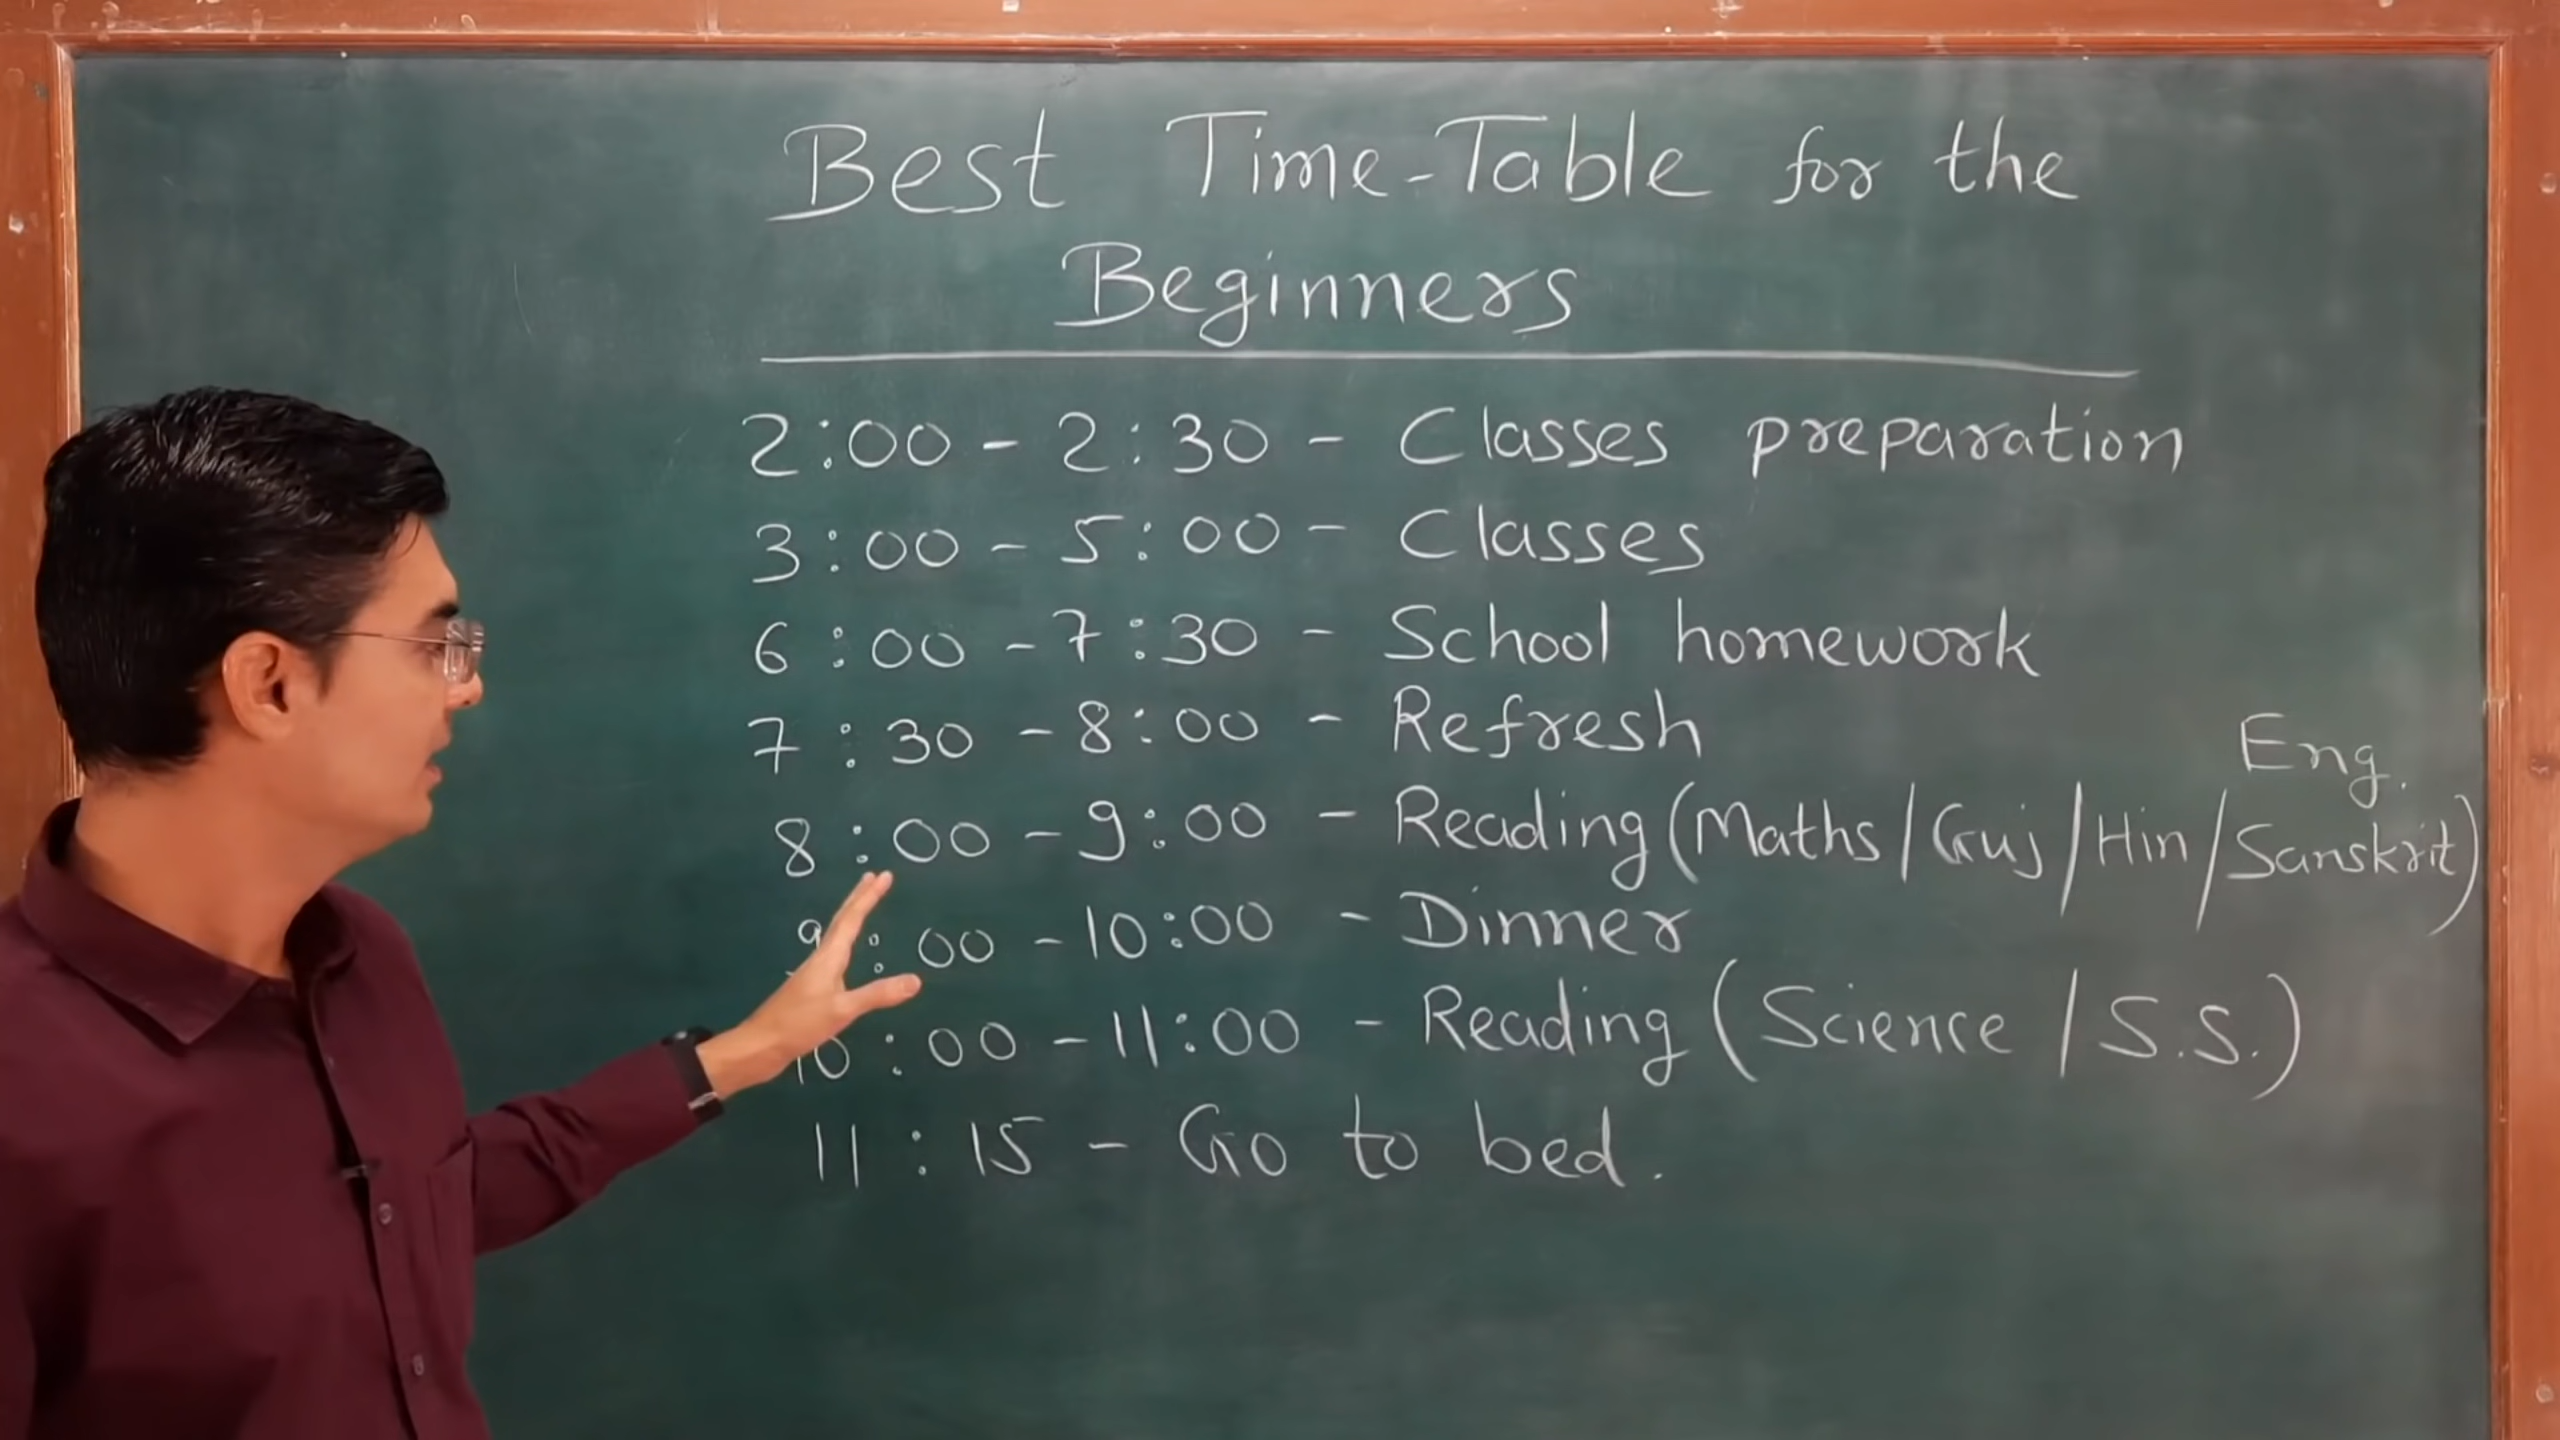 Best Time-Table for the
Beginners
2:00 - 2:30 - Classes preparation
3:00 - 5:00 - Classes
6:00 - 7:30 - School homework
7:30 - 8:00 - Refresh
Eng.
8:00 - 9:00 - Reading (Maths/Guj/Hin/Sanskrit)
9:00 - 10:00 - Dinner
10:00 - 11:00 - Reading (Science/S.S.)
11:15 - Go to bed.